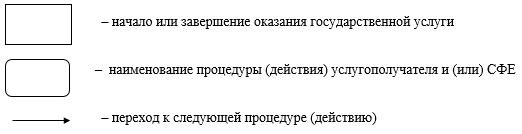 – начало или завершение оказания государственной услуги
– наименование процедуры (действия) услугополучателя и (или) СФЕ
– переход к следующей процедуре (действию)